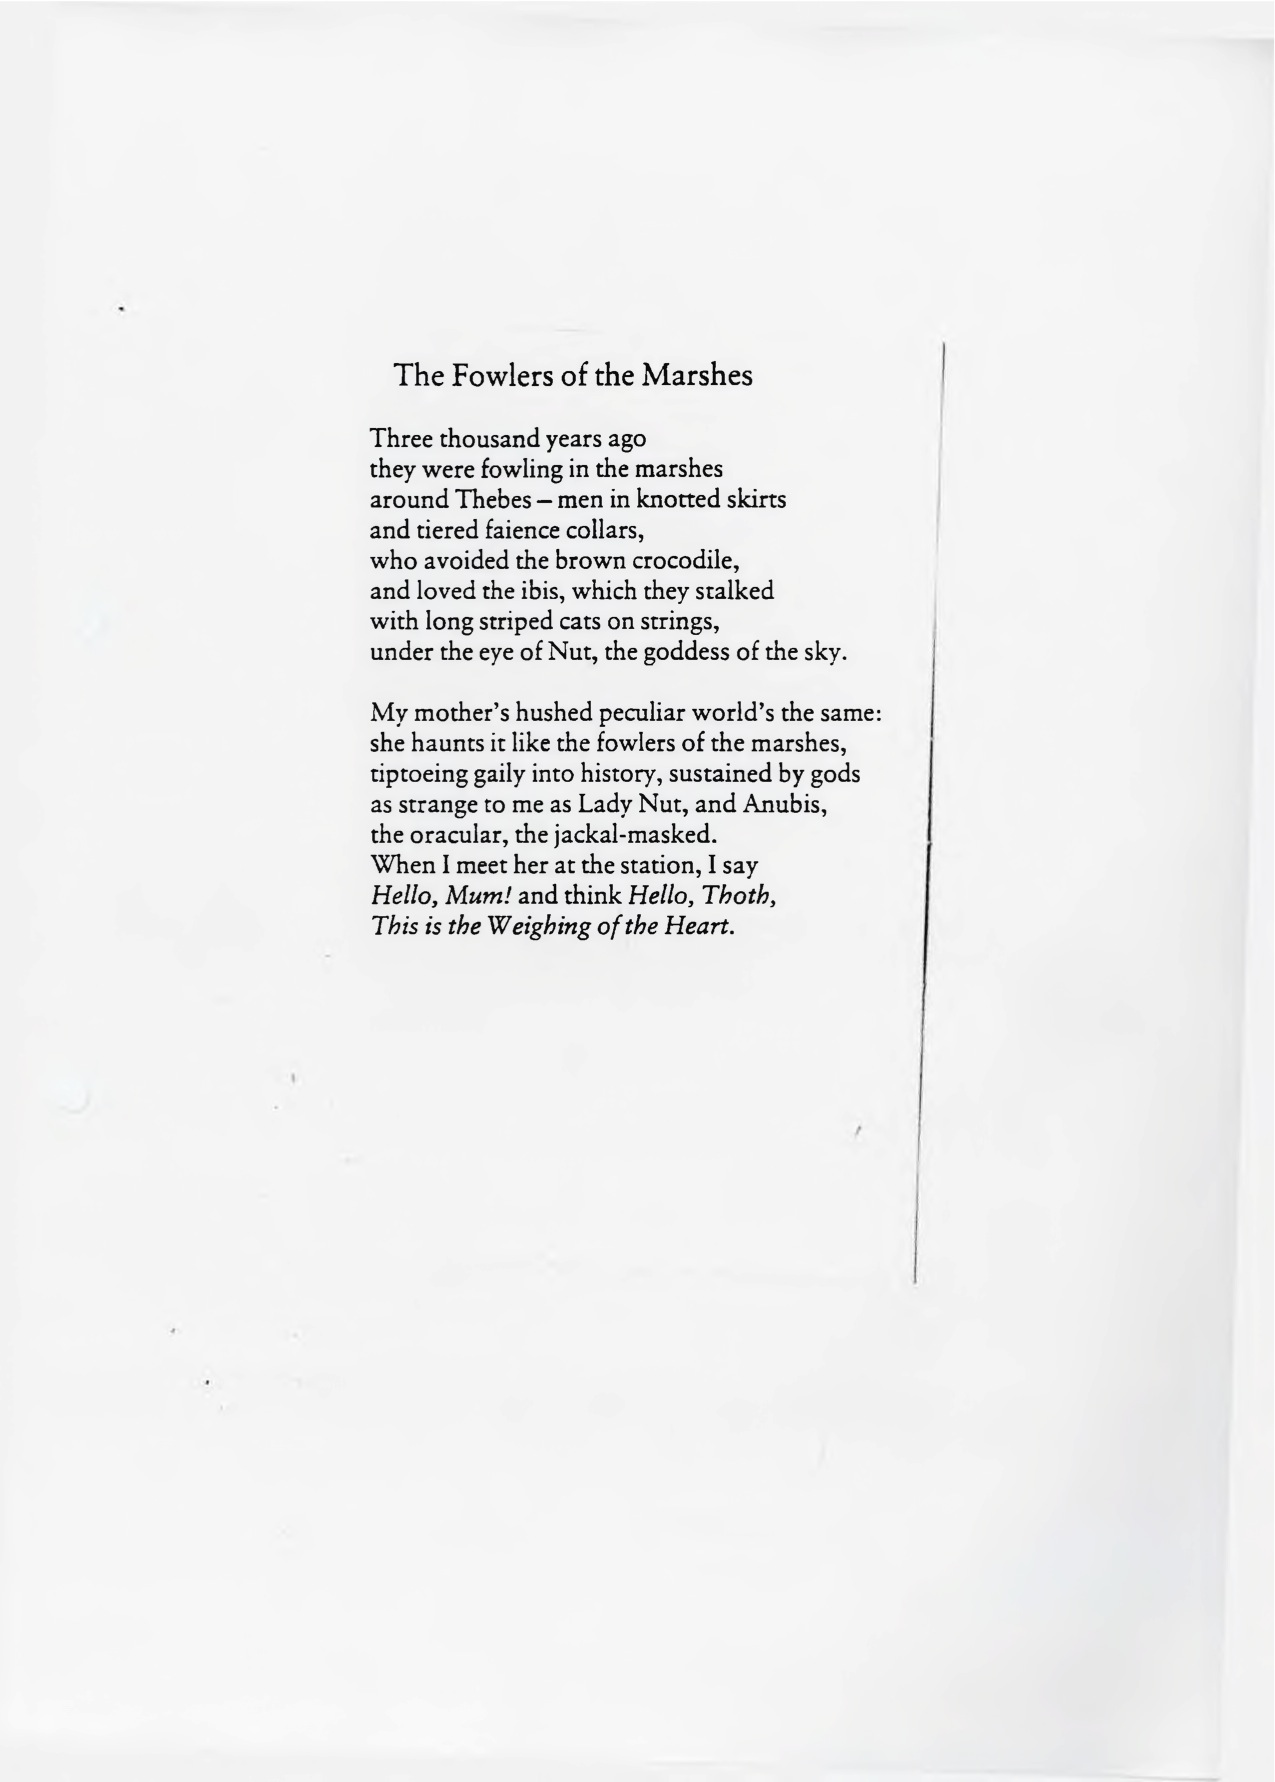 The Fowlers of the Marshes
Three thousand years ago
they were fowling in the marshes
around Thebes – men in knotted skirts
and tiered faience collars,
who avoided the brown crocodile,
and loved the ibis, which they stalked
with long striped cats on strings,
under the eye of Nut, the goddess of the sky.
My mother's hushed peculiar world's the same:
she haunts it like the fowlers of the marshes,
tiptoeing gaily into history, sustained by gods
as strange to me as Lady Nut, and Anubis,
the oracular, the jackal-masked.
When I meet her at the station, I say
Hello, Mum! and think Hello, Thoth,
This is the Weighing of the Heart.